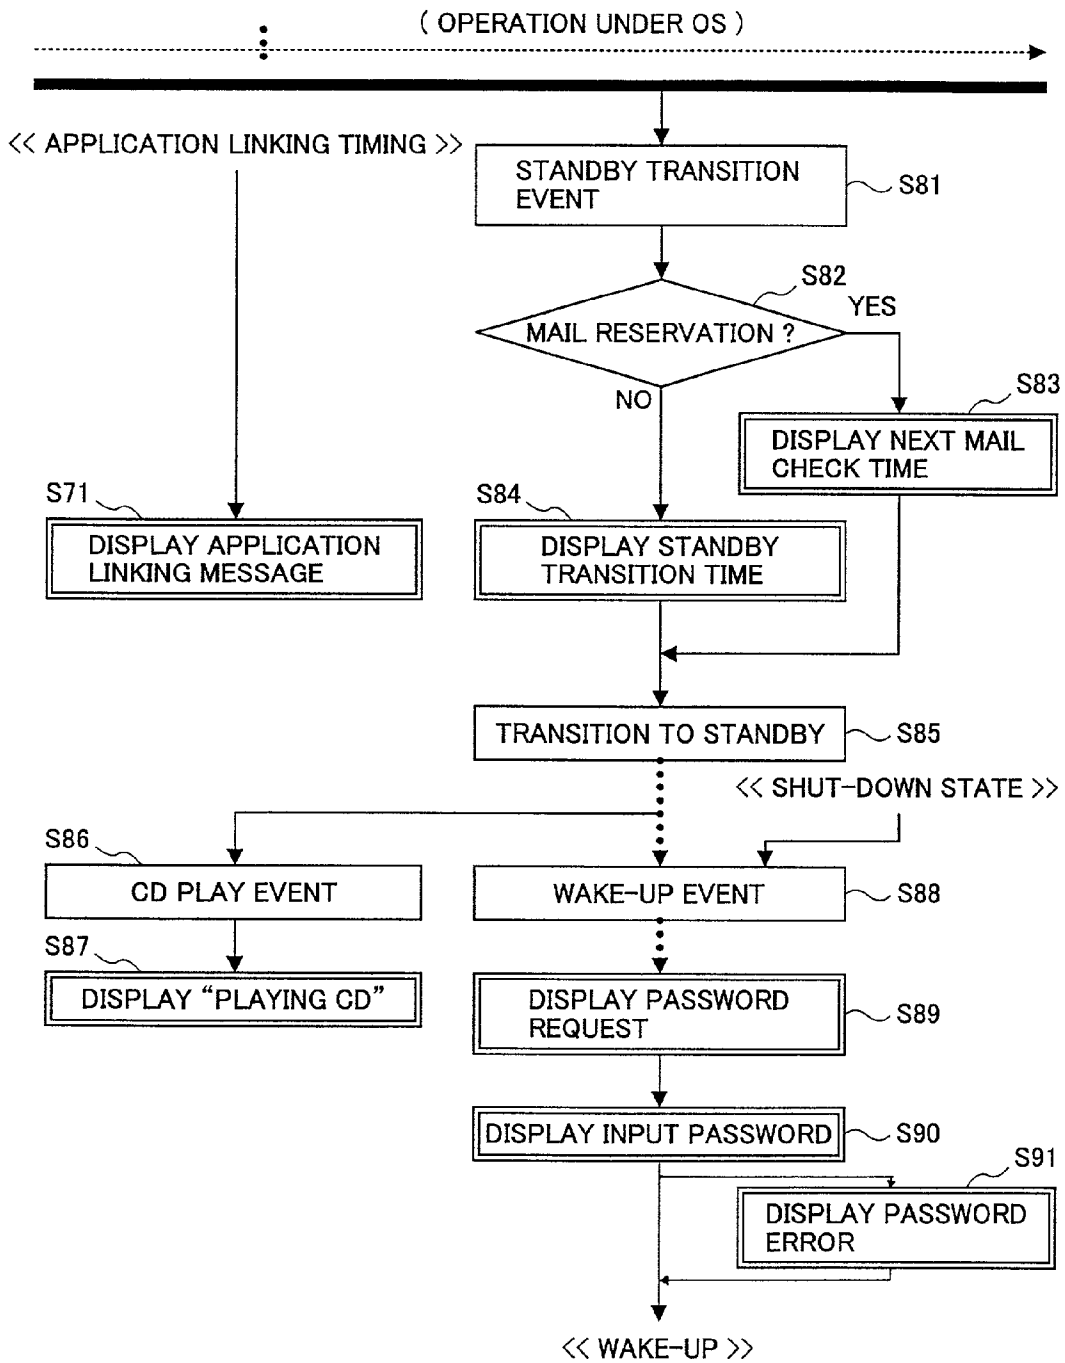 ( OPERATION UNDER OS )
<< APPLICATION LINKING TIMING >>
STANDBY TRANSITION
EVENT
S81
S82
MAIL RESERVATION ?
YES
NO
S83
DISPLAY NEXT MAIL
CHECK TIME
S71
DISPLAY APPLICATION
LINKING MESSAGE
S84
DISPLAY STANDBY
TRANSITION TIME
TRANSITION TO STANDBY
S85
<< SHUT-DOWN STATE >>
S86
CD PLAY EVENT
WAKE-UP EVENT
S88
S87
DISPLAY “PLAYING CD”
DISPLAY PASSWORD
REQUEST
S89
DISPLAY INPUT PASSWORD
S90
S91
DISPLAY PASSWORD
ERROR
<< WAKE-UP >>